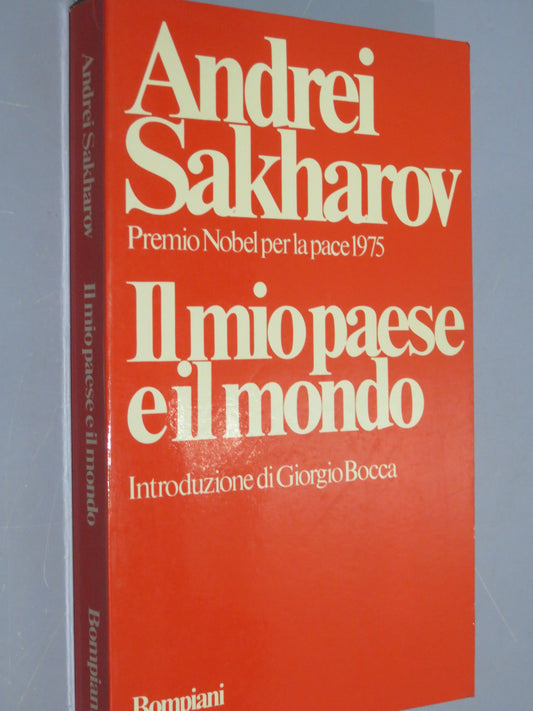 Andrei
Sakharov
Premio Nobel per la pace 1975
Il mio paese
e il mondo
Introduzione di Giorgio Bocca
Bompiani
Andrei Sakharov Il mio paese e il mondo Bompiani